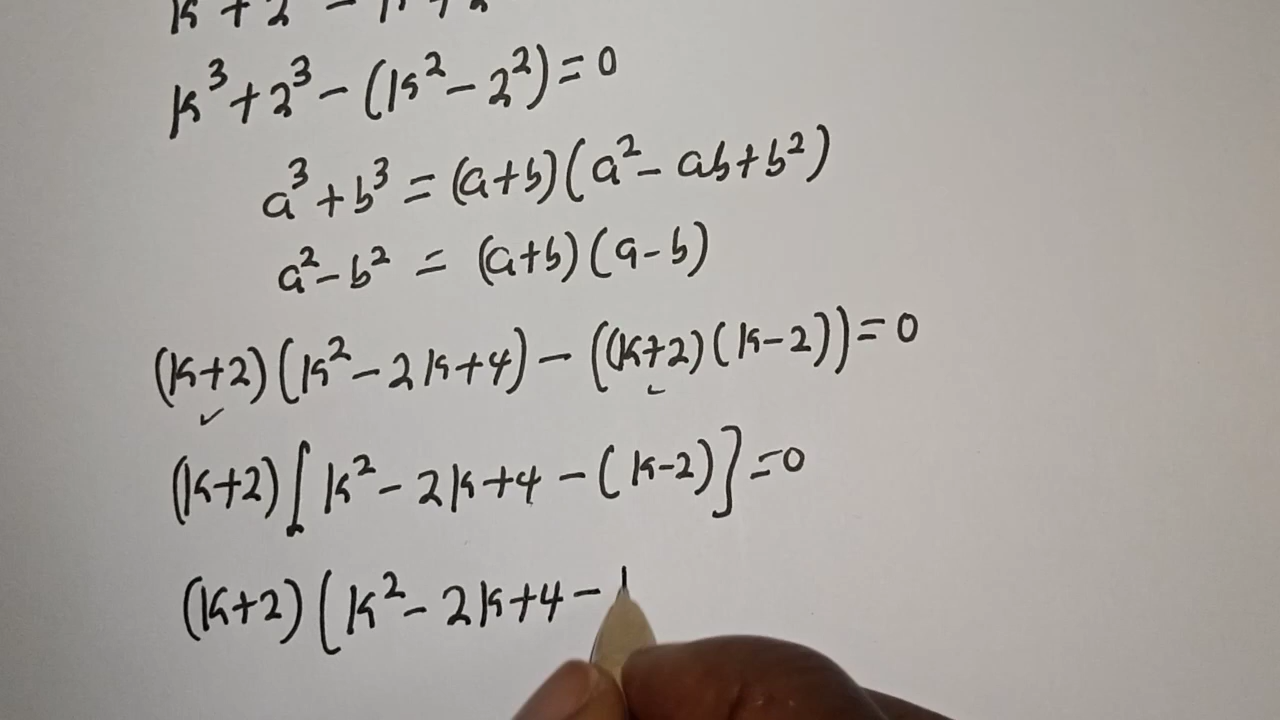 k³+2³-(k²-2²)=0
a³+b³=(a+b)(a²-ab+b²)
a²-b² = (a+b)(a-b)
(k+2)(k²-2k+4)-((k+2)(k-2))=0
(k+2)[k²-2k+4-(k-2)]=0
(k+2)(k²-2k+4-